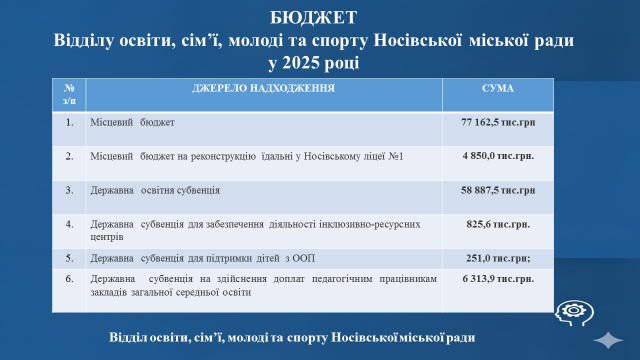 БЮДЖЕТ
Відділу освіти, сім’ї, молоді та спорту Носівської міської ради
у 2025 році
№ з/п ДЖЕРЕЛО НАДХОДЖЕННЯ СУМА
1. Місцевий бюджет 77 162,5 тис.грн
2. Місцевий бюджет на реконструкцію їдальні у Носівському ліцеї №1 4 850,0 тис.грн.
3. Державна освітня субвенція 58 887,5 тис.грн
4. Державна субвенція для забезпечення діяльності інклюзивно-ресурсних 825,6 тис.грн.
центрів
5. Державна субвенція для підтримки дітей з ООП 251,0 тис.грн;
6. Державна субвенція на здійснення доплат педагогічним працівникам 6 313,9 тис.грн.
закладів загальної середньої освіти
Відділ освіти, сім’ї, молоді та спорту Носівської міської ради